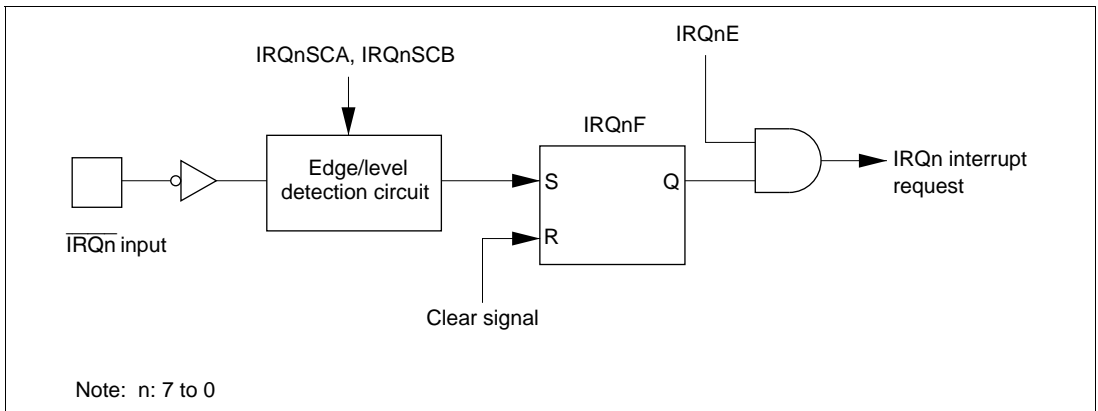 IRQnE
IRQnSCA, IRQnSCB
IRQnF
Edge/level
detection circuit
IRQn interrupt
request
S
Q
R
IRQn input
Clear signal
Note: n: 7 to 0